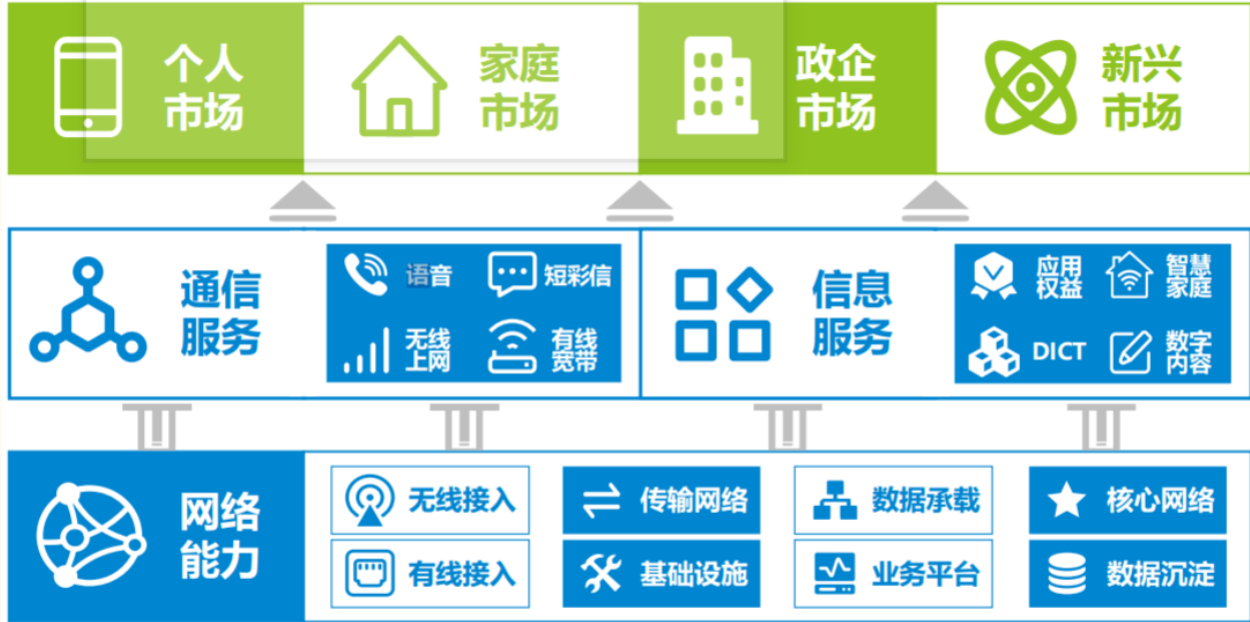 个人
市场
家庭
市场
政企
市场
新兴
市场
通信
服务
语音
短彩信
无线
上网
有线
宽带
信息
服务
应用
权益
智慧
家庭
DICT
数字
内容
网络
能力
无线接入
传输网络
数据承载
核心网络
有线接入
基础设施
业务平台
数据沉淀